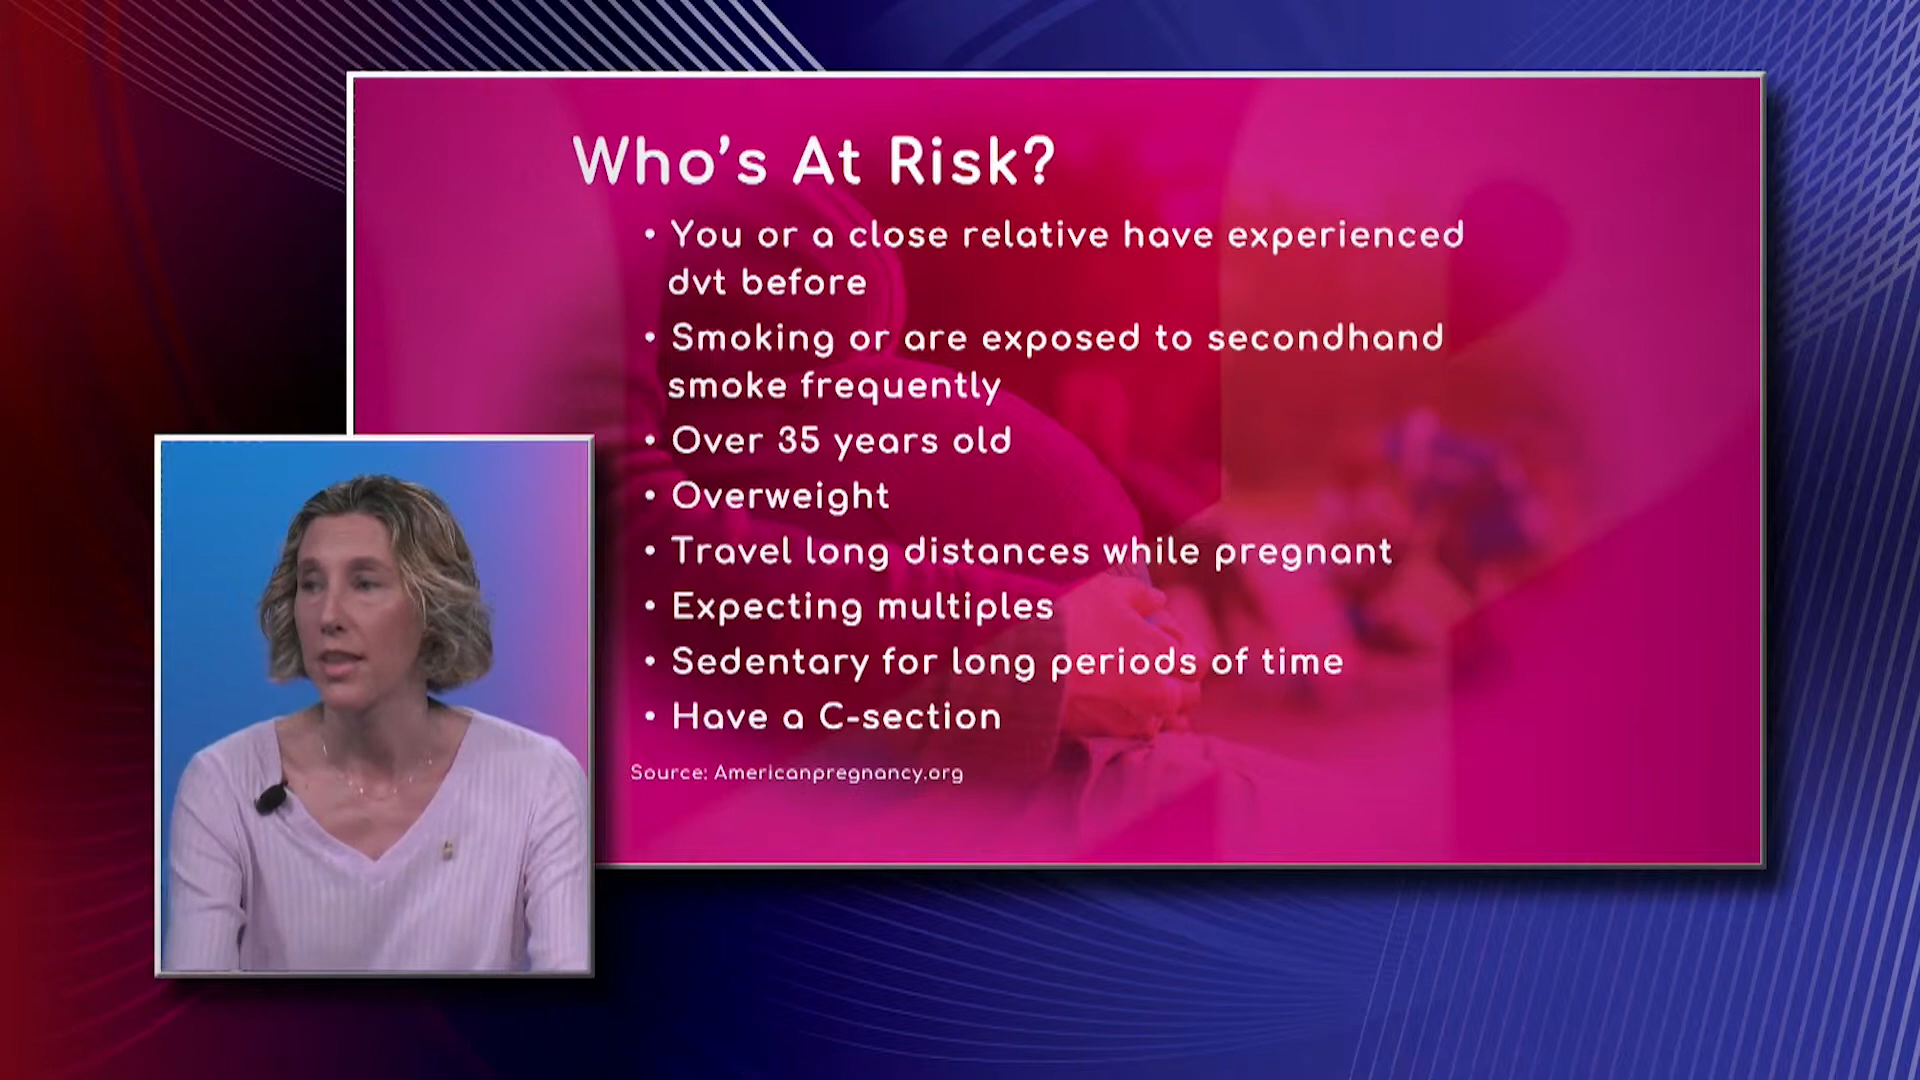 Who's At Risk?
• You or a close relative have experienced
dvt before
• Smoking or are exposed to secondhand
smoke frequently
• Over 35 years old
• Overweight
• Travel long distances while pregnant
• Expecting multiples
• Sedentary for long periods of time
• Have a C-section
Source: Americanpregnancy.org